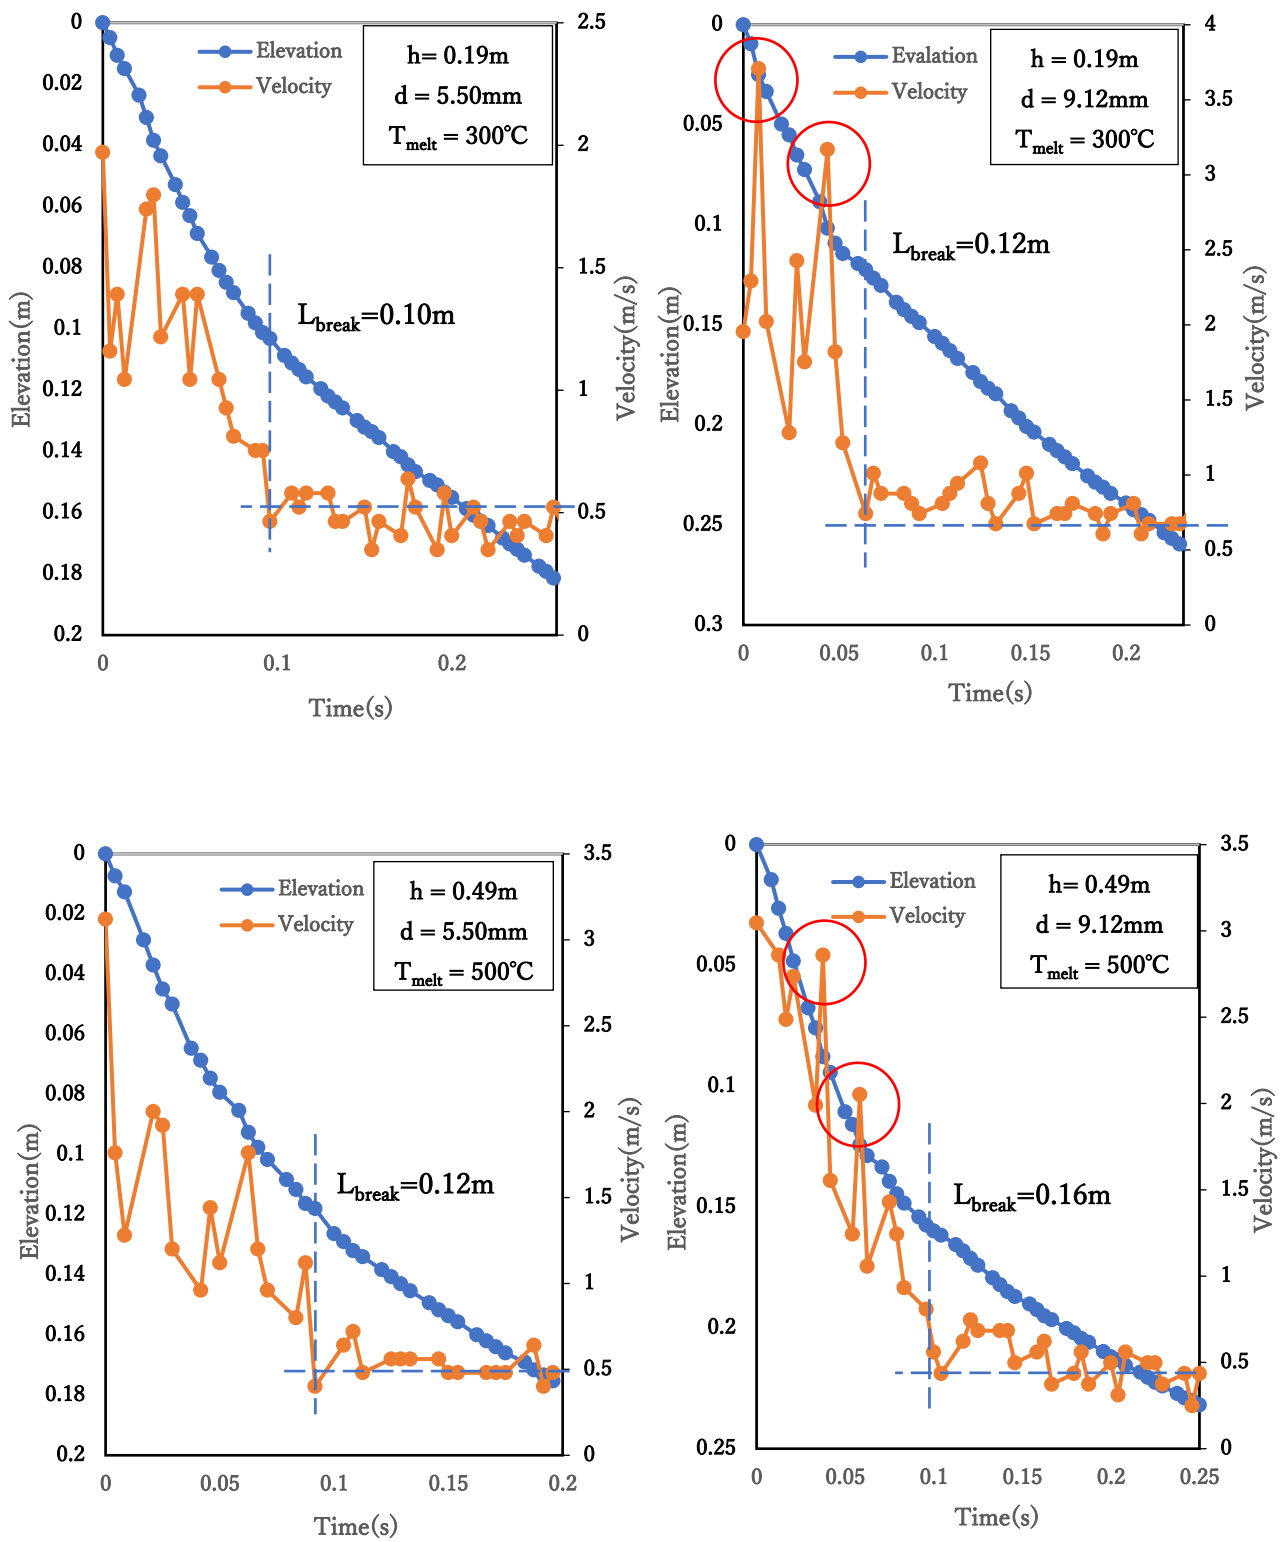 0
0.02
0.04
0.06
0.08
0.1
0.12
0.14
0.16
0.18
0.2
Elevation(m)
Elevation
Velocity
h= 0.19m
d = 5.50mm
Tmelt = 300℃
Lbreak=0.10m
2.5
2
1.5
1
0.5
0
Velocity(m/s)
0
0.1
0.2
Time(s)
0
0.05
0.1
0.15
0.2
0.25
0.3
Elevation(m)
Evalation
Velocity
h = 0.19m
d = 9.12mm
Tmelt = 300℃
Lbreak=0.12m
4
3.5
3
2.5
2
1.5
1
0.5
0
Velocity(m/s)
0
0.05
0.1
0.15
0.2
Time(s)
0
0.02
0.04
0.06
0.08
0.1
0.12
0.14
0.16
0.18
0.2
Elevation(m)
Elevation
Velocity
h = 0.49m
d = 5.50mm
Tmelt = 500℃
Lbreak=0.12m
3.5
3
2.5
2
1.5
1
0.5
0
Velocity(m/s)
0
0.05
0.1
0.15
0.2
Time(s)
0
0.05
0.1
0.15
0.2
0.25
Elevation(m)
Elevation
Velocity
h= 0.49m
d = 9.12mm
Tmelt = 500℃
Lbreak=0.16m
3.5
3
2.5
2
1.5
1
0.5
0
Velocity(m/s)
0
0.05
0.1
0.15
0.2
0.25
Time(s)